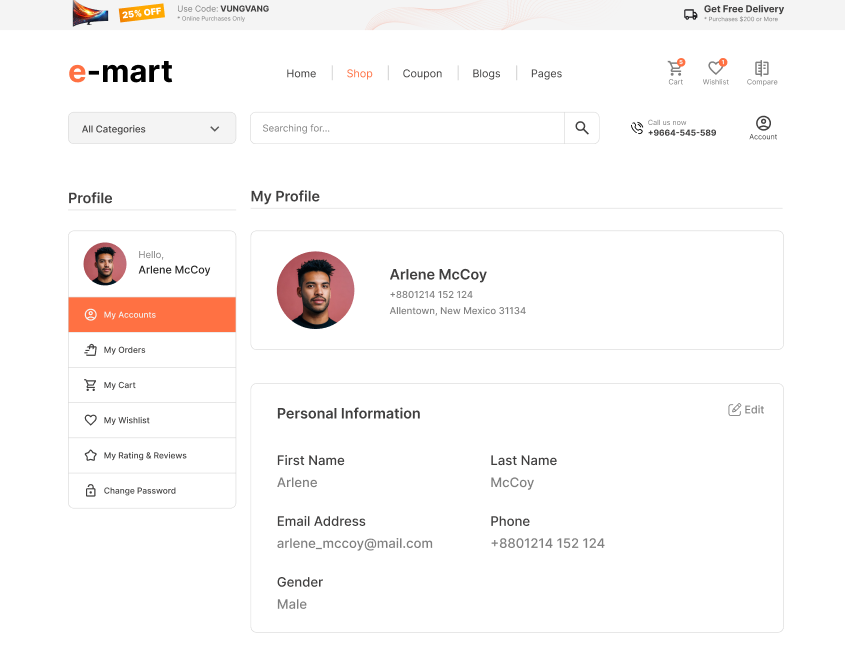 25% OFF
Use Code: VUNGVANG
* Online Purchases Only
Get Free Delivery
* Purchases $200 or More
e-mart
Home
Shop
Coupon
Blogs
Pages
5
Cart
1
Wishlist
Compare
All Categories
Searching for...
Call us now
+9664-545-589
Account
Profile
My Profile
Hello,
Arlene McCoy
My Accounts
My Orders
My Cart
My Wishlist
My Rating & Reviews
Change Password
Arlene McCoy
+8801214 152 124
Allentown, New Mexico 31134
Personal Information
Edit
First Name
Last Name
Arlene
McCoy
Email Address
Phone
arlene_mccoy@mail.com
+8801214 152 124
Gender
Male